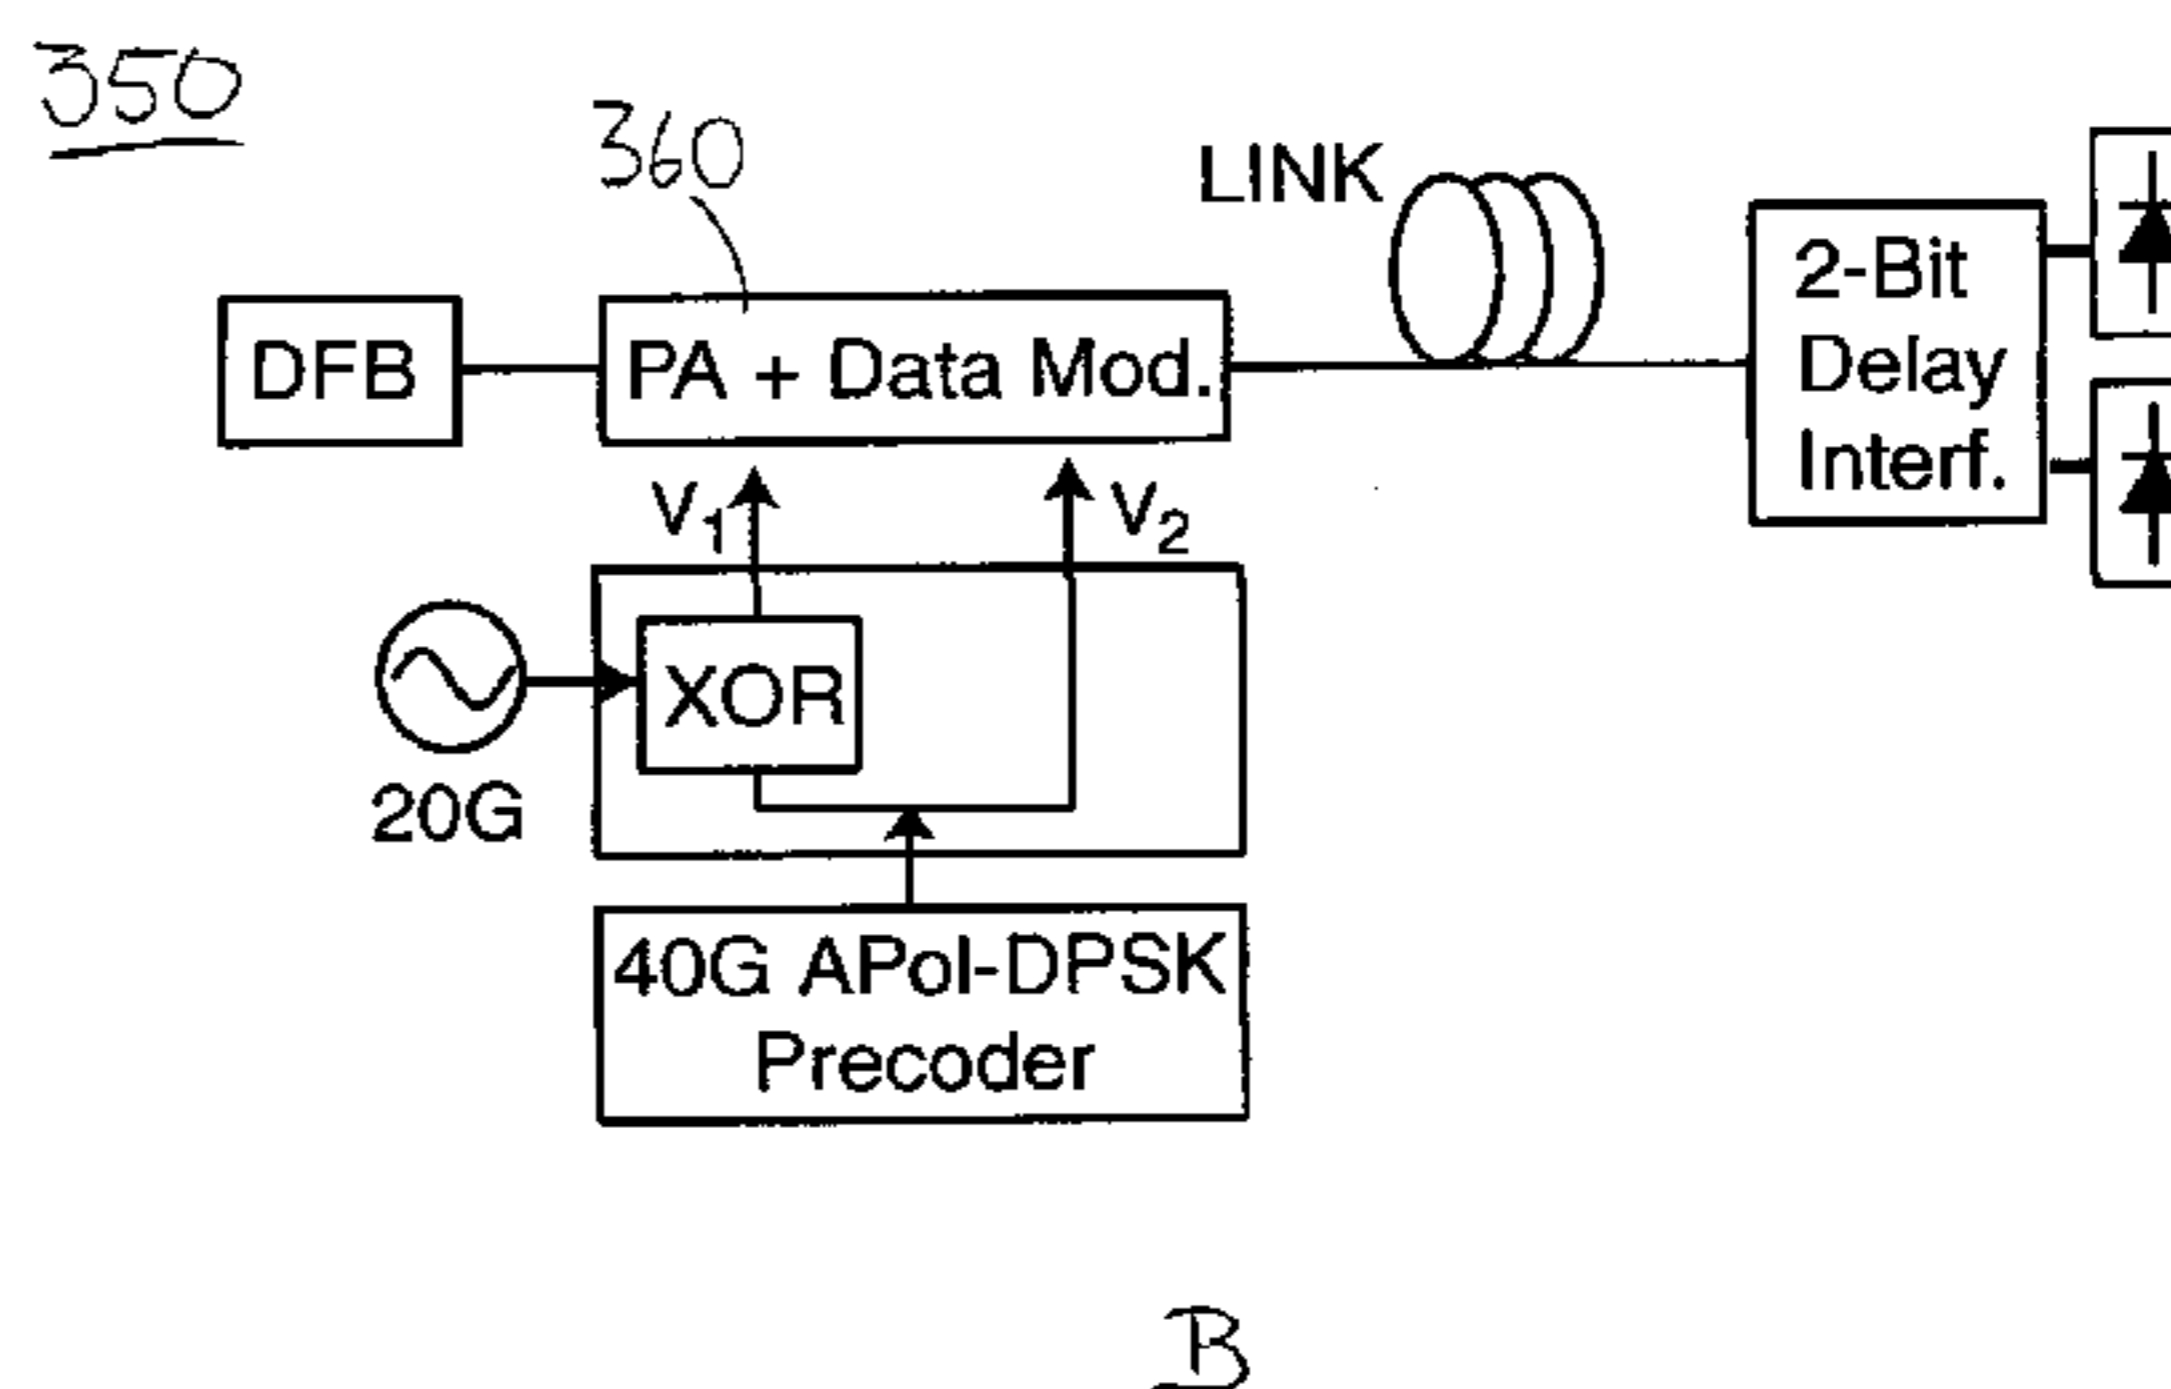 350
360
LINK
DFB
PA + Data Mod.
2-Bit
Delay
Interf.
V1
V2
XOR
20G
40G APol-DPSK
Precoder
B